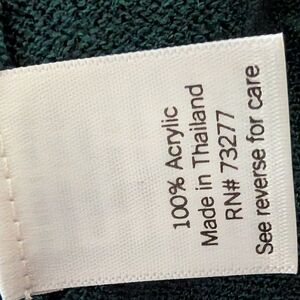 100% Acrylic
Made in Thailand
RN# 73277
See reverse for care